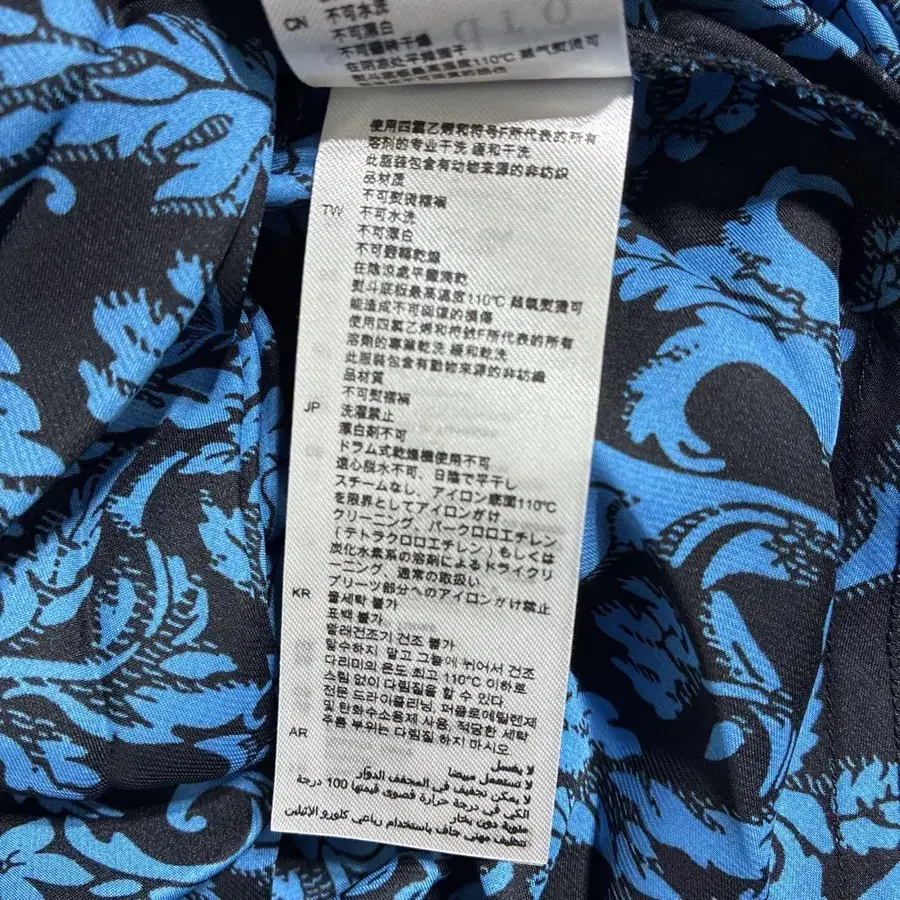 CN
不可水洗
不可漂白
不可翻转干燥
在阴凉处平摊晾干
熨斗底板最高温度110℃ 蒸气熨烫可
使用四氯乙烯和符号F所代表的所有
溶剂的专业干洗 缓和干洗
此服装包含有动物来源的非纺织
品材质
不可熨烫褶裥
TW
不可水洗
不可漂白
不可翻轉乾燥
在陰涼處平攤晾乾
熨斗底板最高溫度110℃ 蒸氣熨燙可
能造成不可回復的損傷
使用四氯乙烯和符號F所代表的所有
溶劑的專業乾洗 緩和乾洗
此服裝包含有動物來源的非紡織
品材質
不可熨褶裥
JP
洗濯禁止
漂白剤不可
ドラム式乾燥機使用不可
遠心脱水不可、日陰で平干し
スチームなし、アイロン底面110℃
を限界としてアイロンがけ
クリーニング、パークロロエチレン
(テトラクロロエチレン)もしくは
炭化水素系の溶剤によるドライクリ
ーニング、通常の取扱い
プリーツ部分へのアイロンがけ禁止
KR
물세탁 불가
표백 불가
빨래건조기 건조 불가
탈수하지 말고 그늘에 뉘어서 건조
다리미의 온도 최고 110℃ 이하로
스팀 없이 다림질을 할 수 있다
전문 드라이클리닝, 퍼클로에틸렌제
및 탄화수소용제 사용, 적당한 세탁
주름 부위는 다림질 하지 마시오
AR
لا يغسل
لا تستعمل مبيضا
لا يمكن تجفيف في المجفف الدوار
الكي في درجة حرارة قصوى قيمتها 100 درجة
مئوية دون بخار
تنظيف مهني جاف باستخدام رباعي كلورو الأثيلين